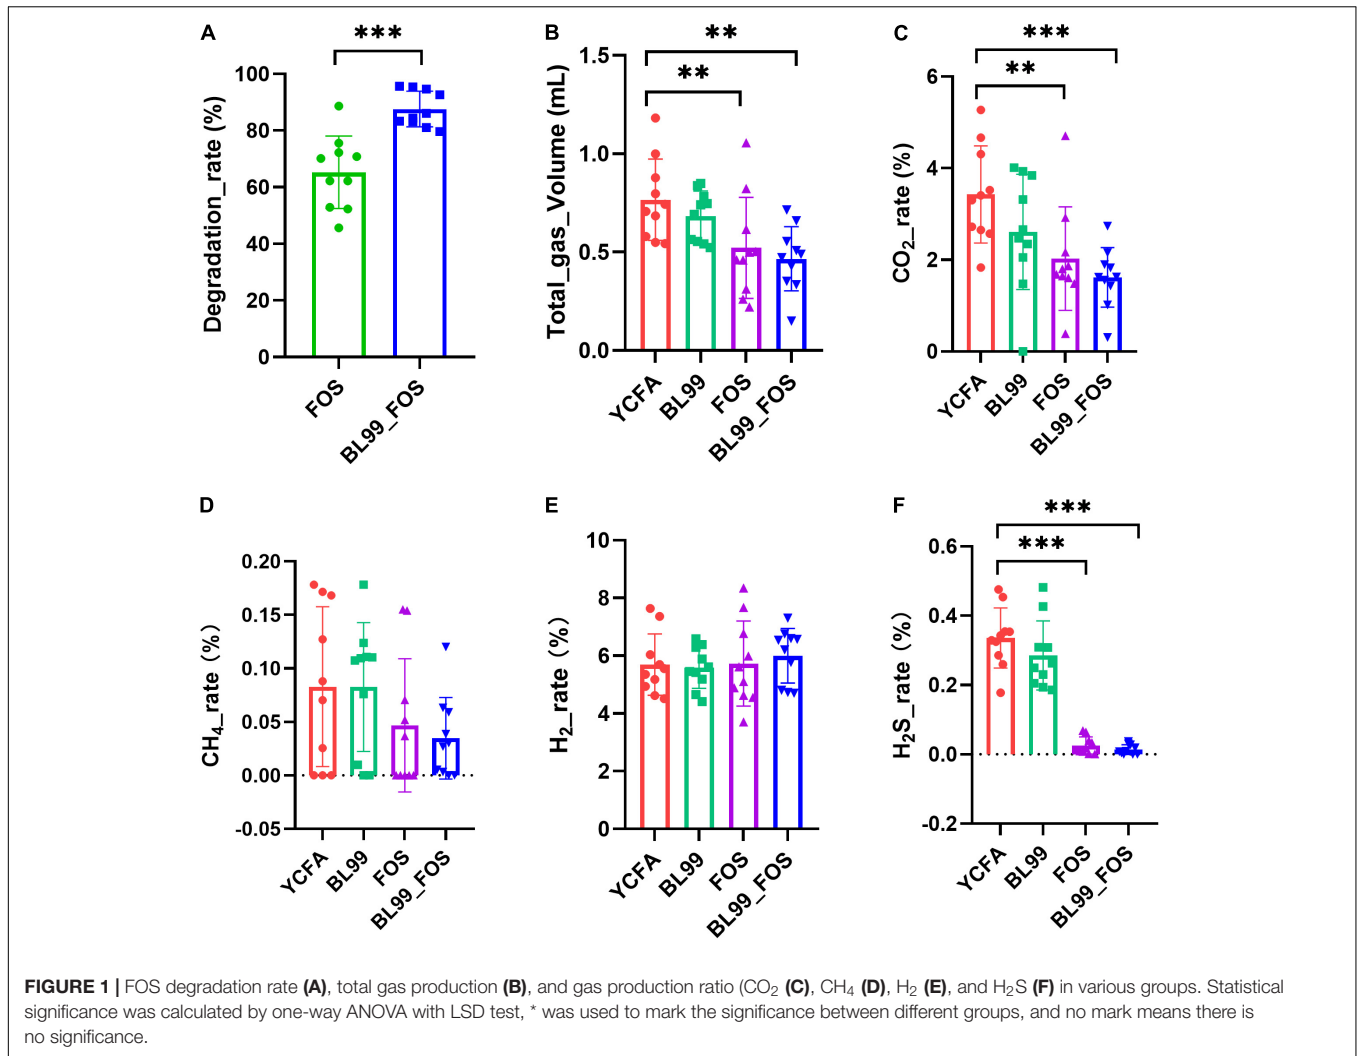 A
***
Degradation_rate (%)
100
80
60
40
20
0
FOS
BL99_FOS
B
**
**
Total_gas_Volume (mL)
1.5
1.0
0.5
0.0
YCFA
BL99
FOS
BL99_FOS
C
***
**
CO2_rate (%)
6
4
2
0
YCFA
BL99
FOS
BL99_FOS
D
CH4_rate (%)
0.20
0.15
0.10
0.05
0.00
-0.05
YCFA
BL99
FOS
BL99_FOS
E
H2_rate (%)
10
8
6
4
2
0
YCFA
BL99
FOS
BL99_FOS
F
***
***
H2S_rate (%)
0.6
0.4
0.2
0.0
-0.2
YCFA
BL99
FOS
BL99_FOS
FIGURE 1 | FOS degradation rate (A), total gas production (B), and gas production ratio (CO2 (C), CH4 (D), H2 (E), and H2S (F) in various groups. Statistical
significance was calculated by one-way ANOVA with LSD test, * was used to mark the significance between different groups, and no mark means there is
no significance.